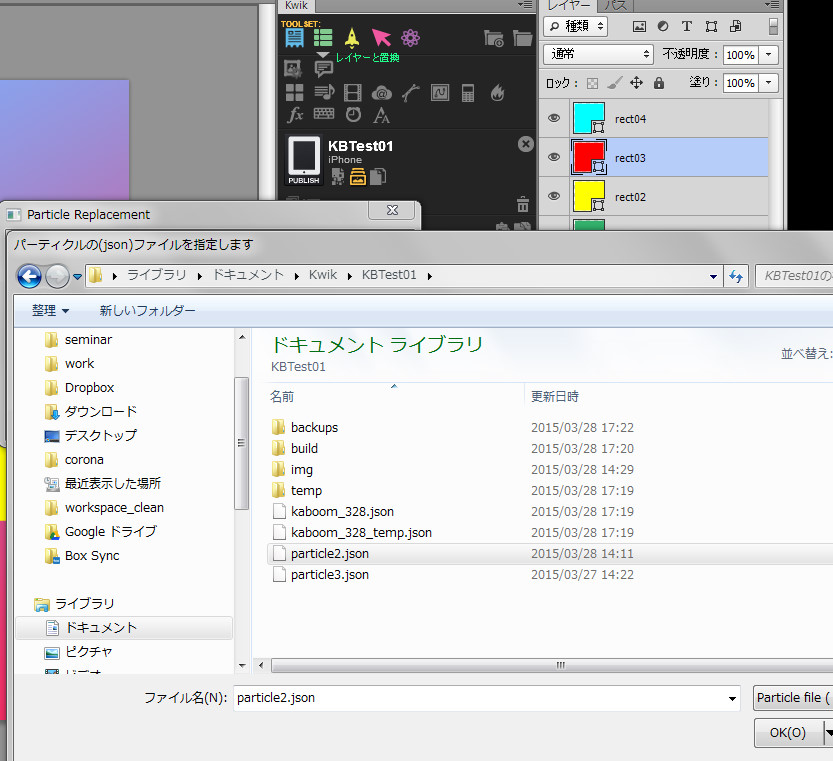 Kwik
レイヤー パス
TOOL SET:
レイヤーと置換
種類
通常 不透明度: 100%
ロック: 塗り: 100%
fx
KBTest01
iPhone
PUBLISH
rect04
rect03
rect02
Particle Replacement
パーティクルの(json)ファイルを指定します
ライブラリ ドキュメント Kwik KBTest01
整理 新しいフォルダー
seminar
work
Dropbox
ダウンロード
デスクトップ
corona
最近表示した場所
workspace_clean
Google ドライブ
Box Sync
ライブラリ
ドキュメント
ピクチャ
ドキュメント ライブラリ
KBTest01
並べ替え:
名前 更新日時
backups 2015/03/28 17:22
build 2015/03/28 17:20
img 2015/03/28 14:29
temp 2015/03/28 17:19
kaboom_328.json 2015/03/28 17:19
kaboom_328_temp.json 2015/03/28 17:19
particle2.json 2015/03/28 14:11
particle3.json 2015/03/27 14:22
ファイル名(N): particle2.json
Particle file (
OK(O)